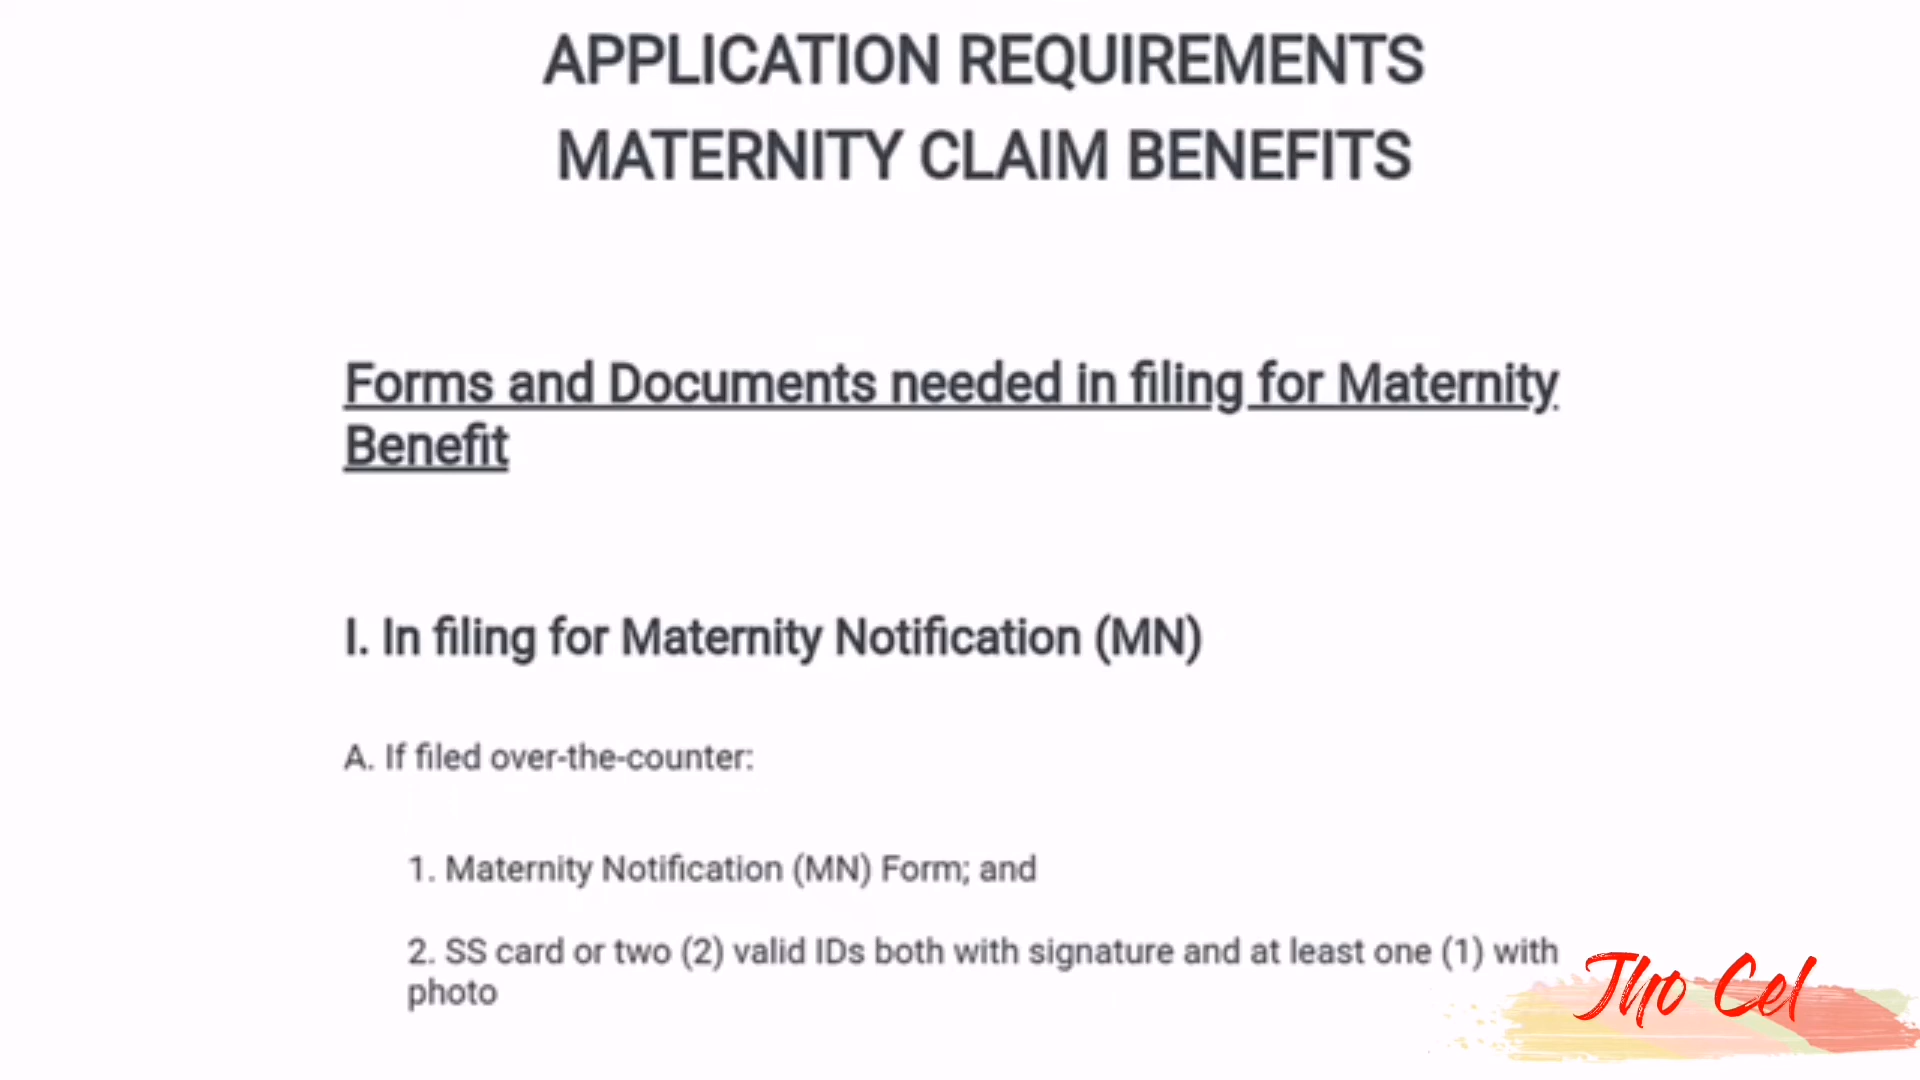 APPLICATION REQUIREMENTS
MATERNITY CLAIM BENEFITS
Forms and Documents needed in filing for Maternity
Benefit
I. In filing for Maternity Notification (MN)
A. If filed over-the-counter:
1. Maternity Notification (MN) Form; and
2. SS card or two (2) valid IDs both with signature and at least one (1) with
photo
Jho Cel